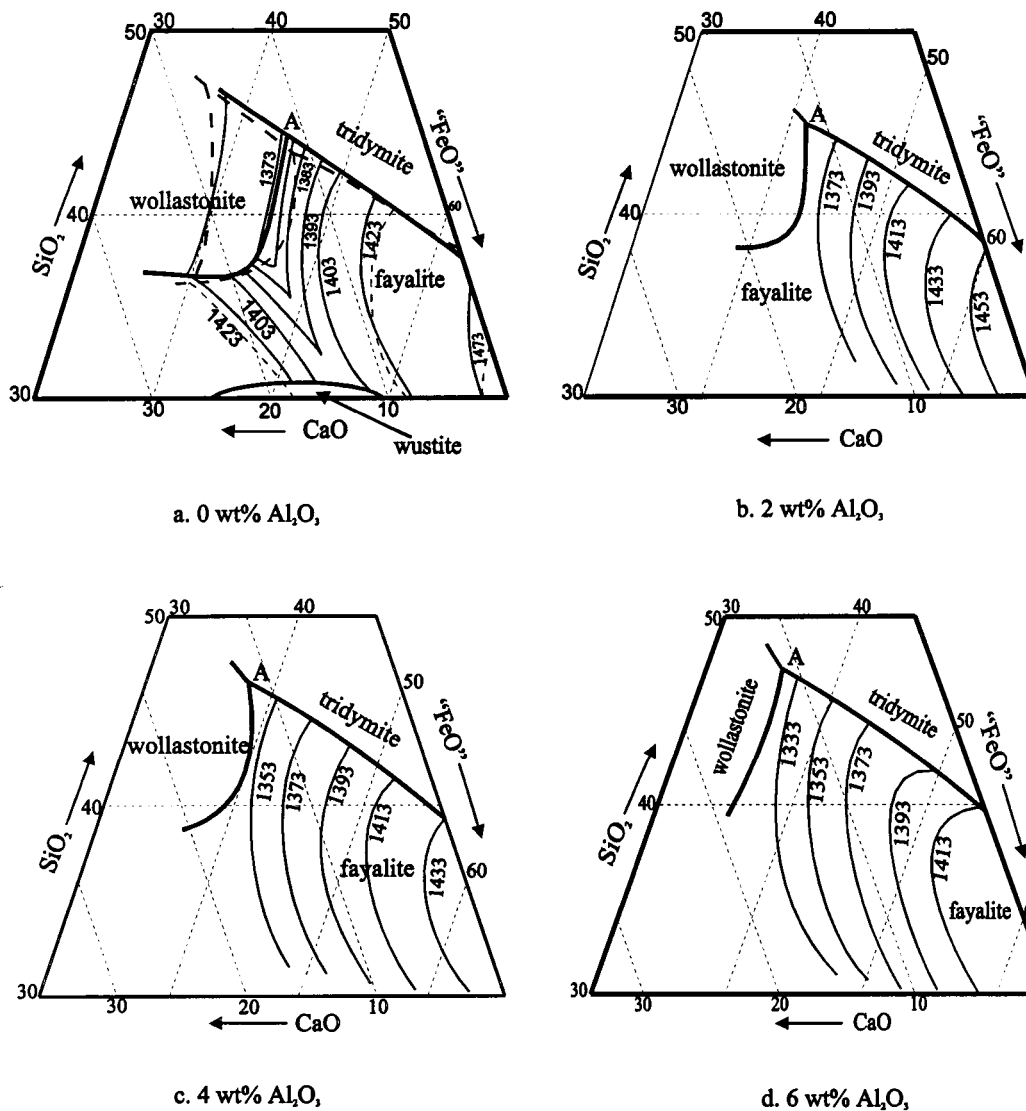 30 40 50
50
A
tridymite
"FeO"
1373
1383
1393
wollastonite
60
40
1423
SiO₂
fayalite
1403
1403
1423
1473
30
30 20 10
CaO
wustite
a. 0 wt% Al₂O₃
30 40
50
50
A
tridymite
"FeO"
wollastonite
1373
1393
40
1413
60
SiO₂
fayalite
1433
1453
30
30 20 10
CaO
b. 2 wt% Al₂O₃
50 30 40
A
50
tridymite
"FeO"
wollastonite
1353
1373
1393
40
1413
SiO₂
fayalite
1433
60
30
30 20 10
CaO
c. 4 wt% Al₂O₃
30 40
50
A
tridymite
50
"FeO"
wollastonite
1333
1353
1373
40
1393
SiO₂
1413
fayalite
30
30 20 10
CaO
d. 6 wt% Al₂O₃